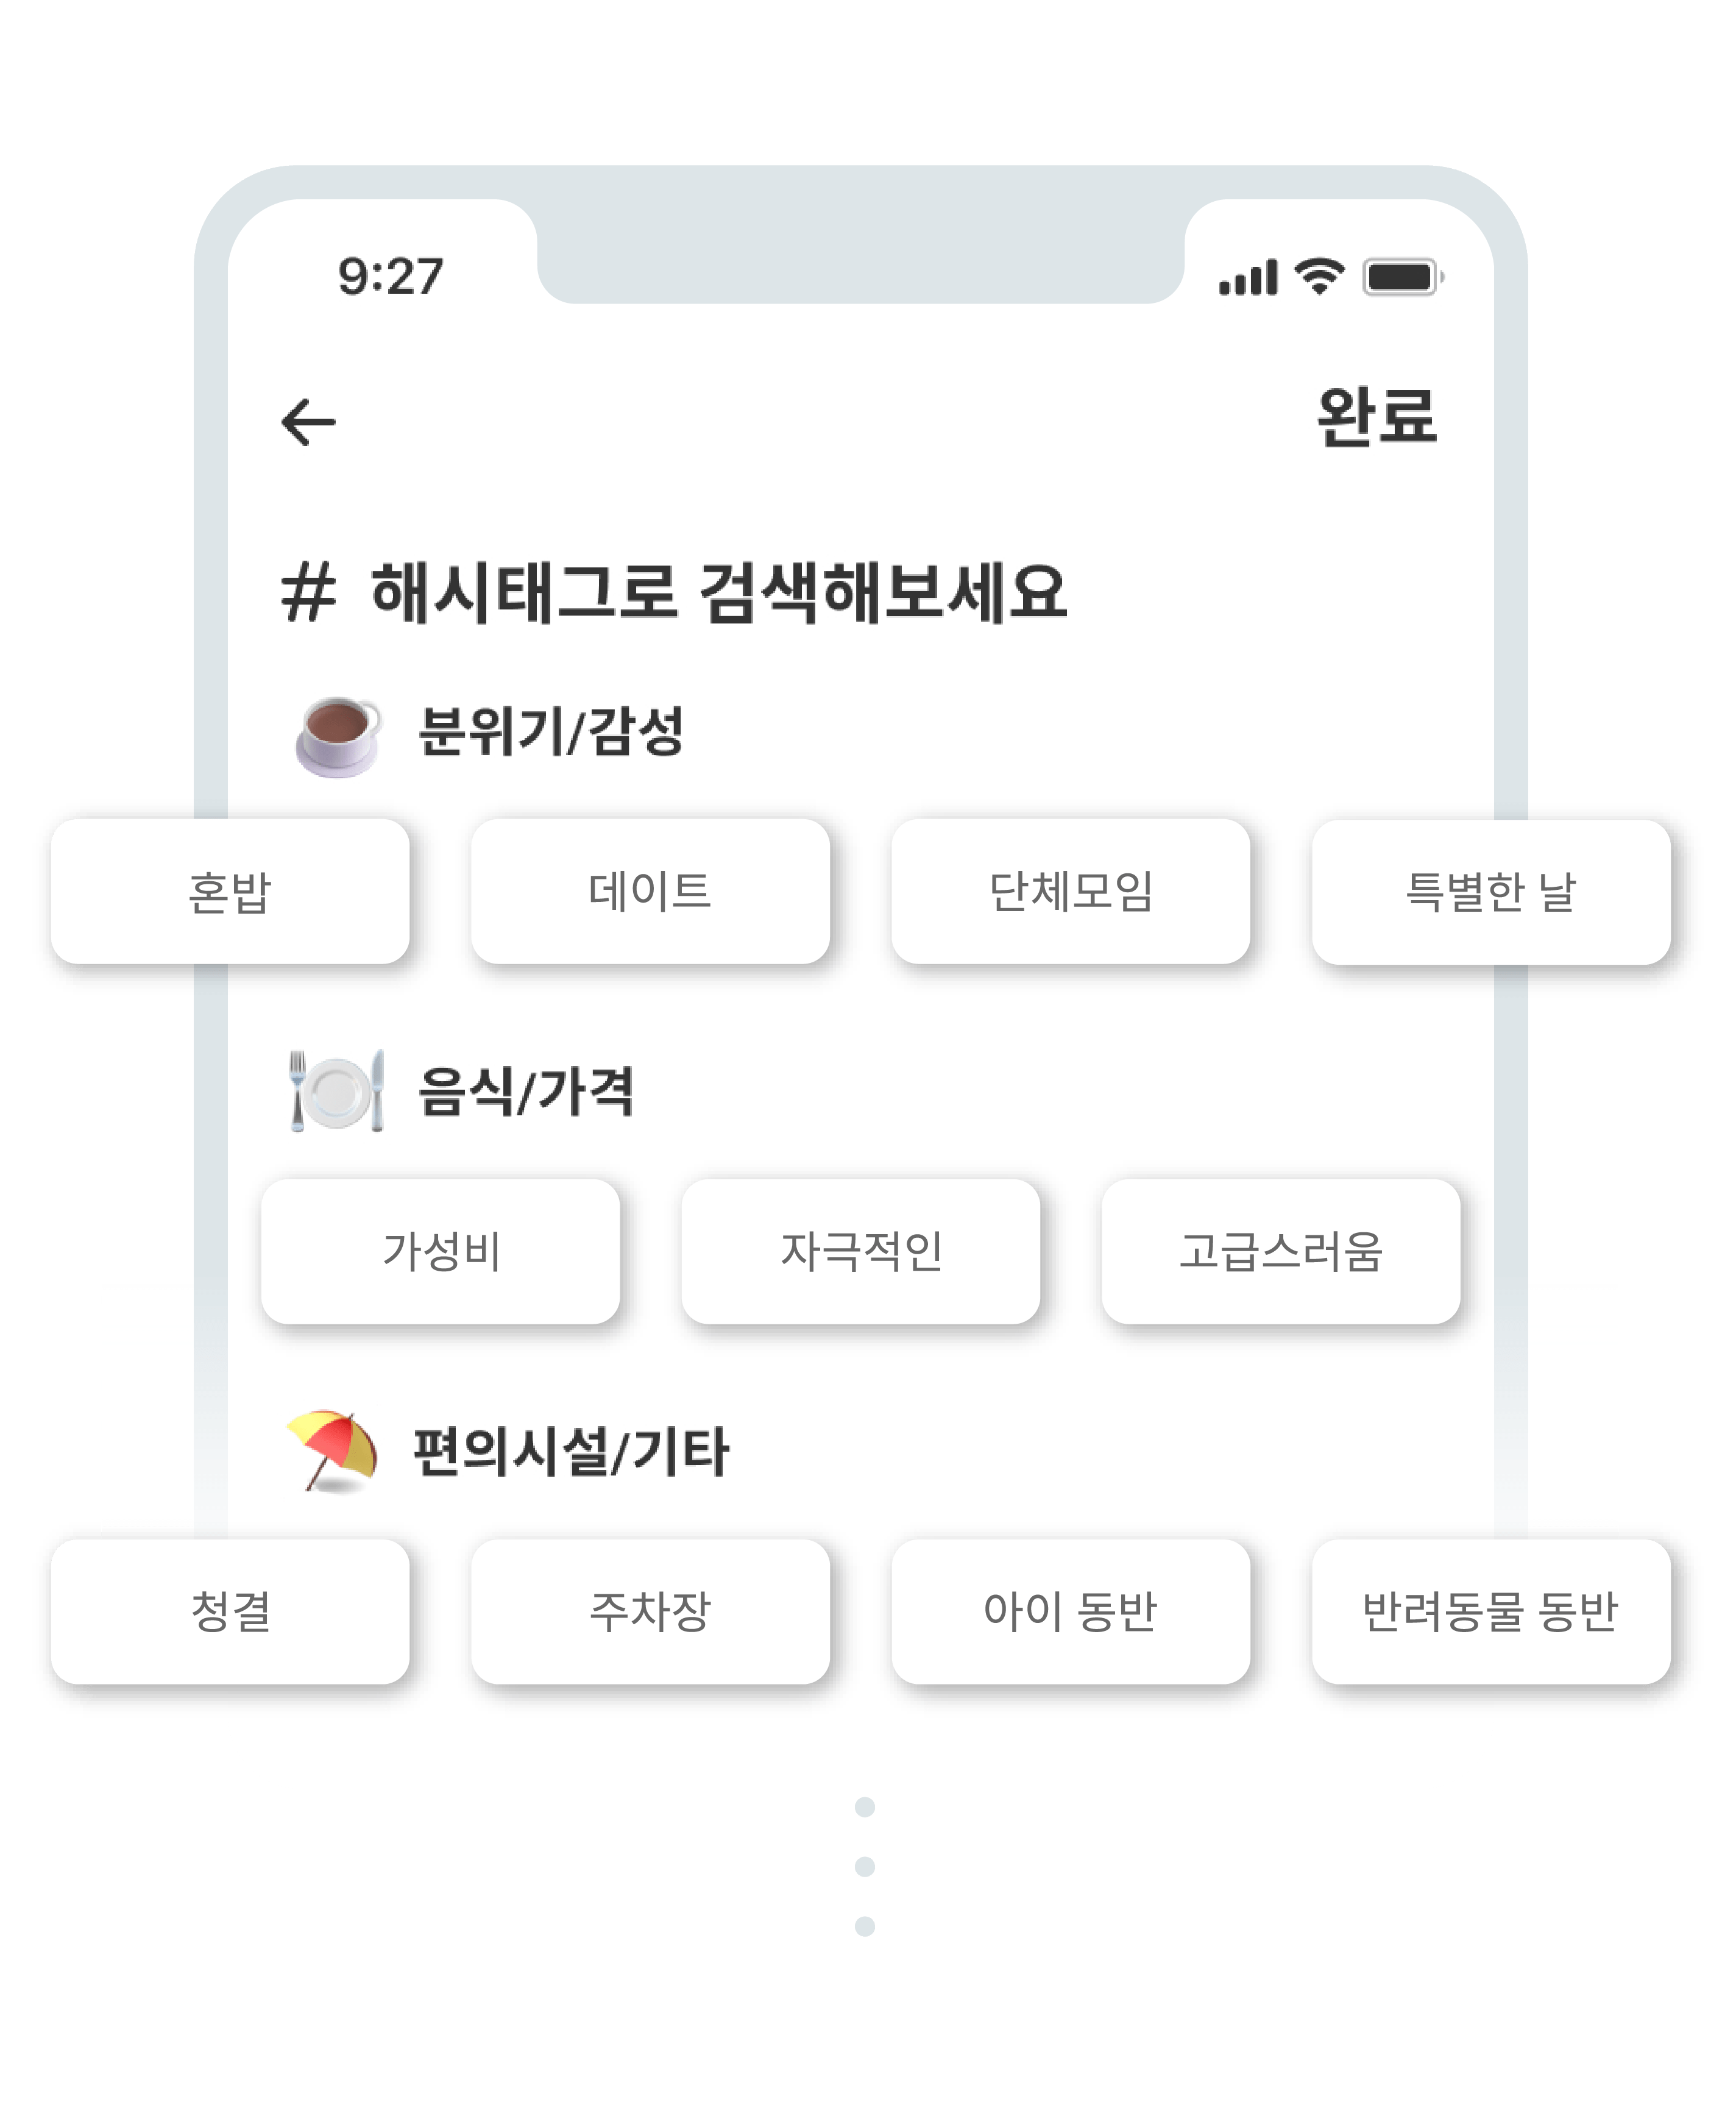 9:27
완료
# 해시태그로 검색해보세요
분위기/감성
혼밥 데이트 단체모임 특별한 날
음식/가격
가성비 자극적인 고급스러움
편의시설/기타
청결 주차장 아이 동반 반려동물 동반